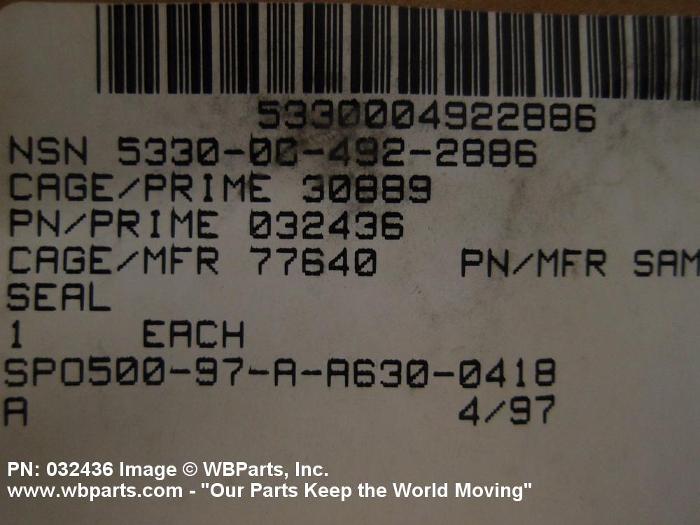 5330004922886
NSN 5330-00-492-2886
CAGE/PRIME 30889
PN/PRIME 032436
CAGE/MFR 77640 PN/MFR SAM
SEAL
1 EACH
SPO500-97-A-A630-0418
A 4/97
PN: 032436 Image © WBParts, Inc.
www.wbparts.com - "Our Parts Keep the World Moving"